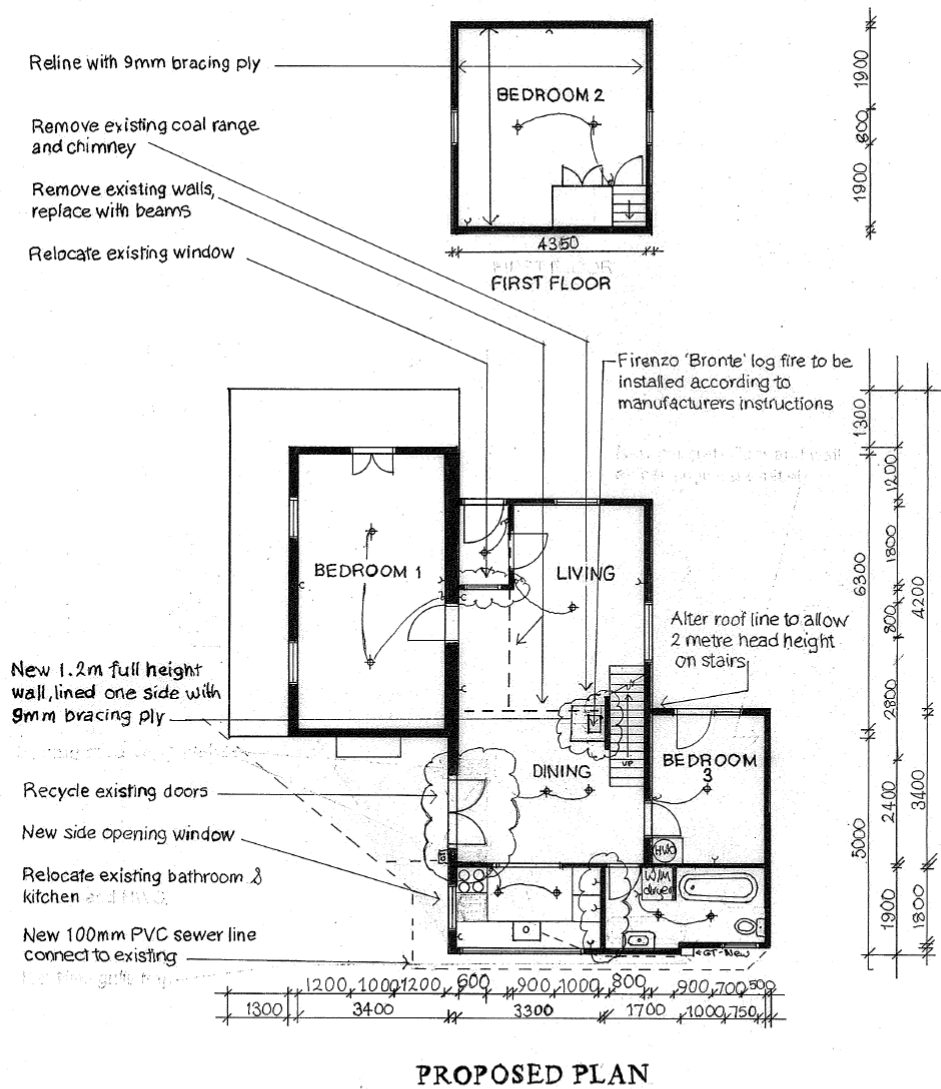 Reline with 9mm bracing ply
Remove existing coal range
and chimney
Remove existing walls,
replace with beams
Relocate existing window
BEDROOM 2
4350
FIRST FLOOR
1900
800
1900
Firenzo 'Bronte' log fire to be
installed according to
manufacturers instructions
BEDROOM 1
LIVING
Alter roof line to allow
2 metre head height
on stairs
New 1.2m full height
wall, lined one side with
9mm bracing ply
UP
DINING
BEDROOM
3
Recycle existing doors
New side opening window
Relocate existing bathroom &
kitchen
New 100mm PVC sewer line
connect to existing
HWC
W/M
dryer
GT-New
1300
6300
5000
1200
1800
800
2800
2400
1900
4200
3400
1800
1200 1000 1200 600 900 1000 800 900 700 500
1300 3400 3300 1700 1000 750
PROPOSED PLAN